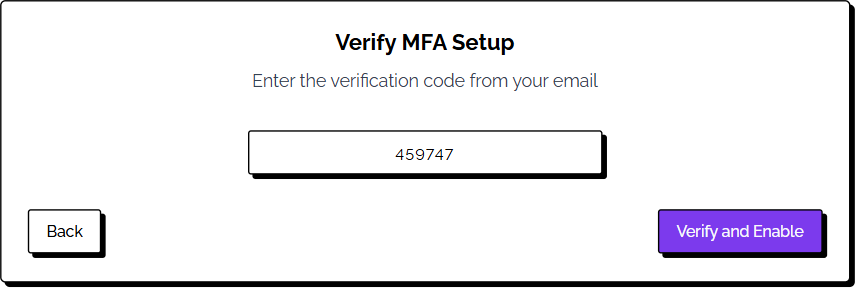 Verify MFA Setup
Enter the verification code from your email
459747
Back
Verify and Enable